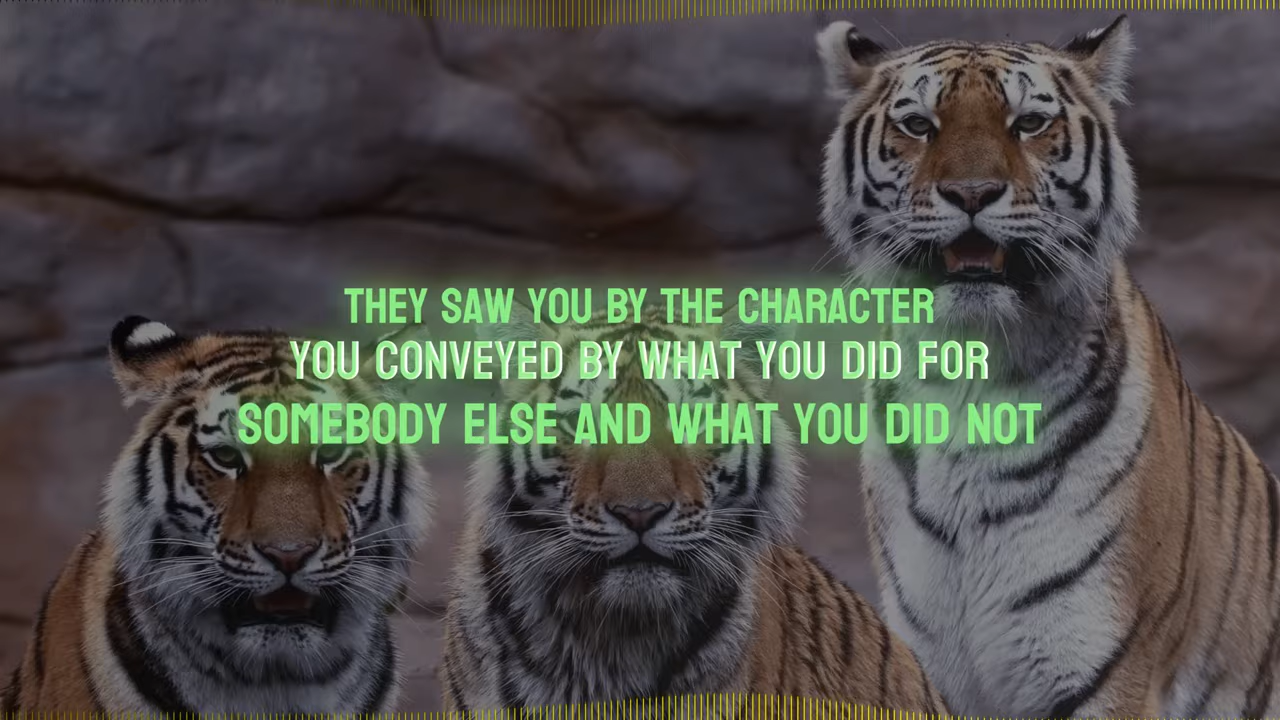 THEY SAW YOU BY THE CHARACTER
YOU CONVEYED BY WHAT YOU DID FOR
SOMEBODY ELSE AND WHAT YOU DID NOT